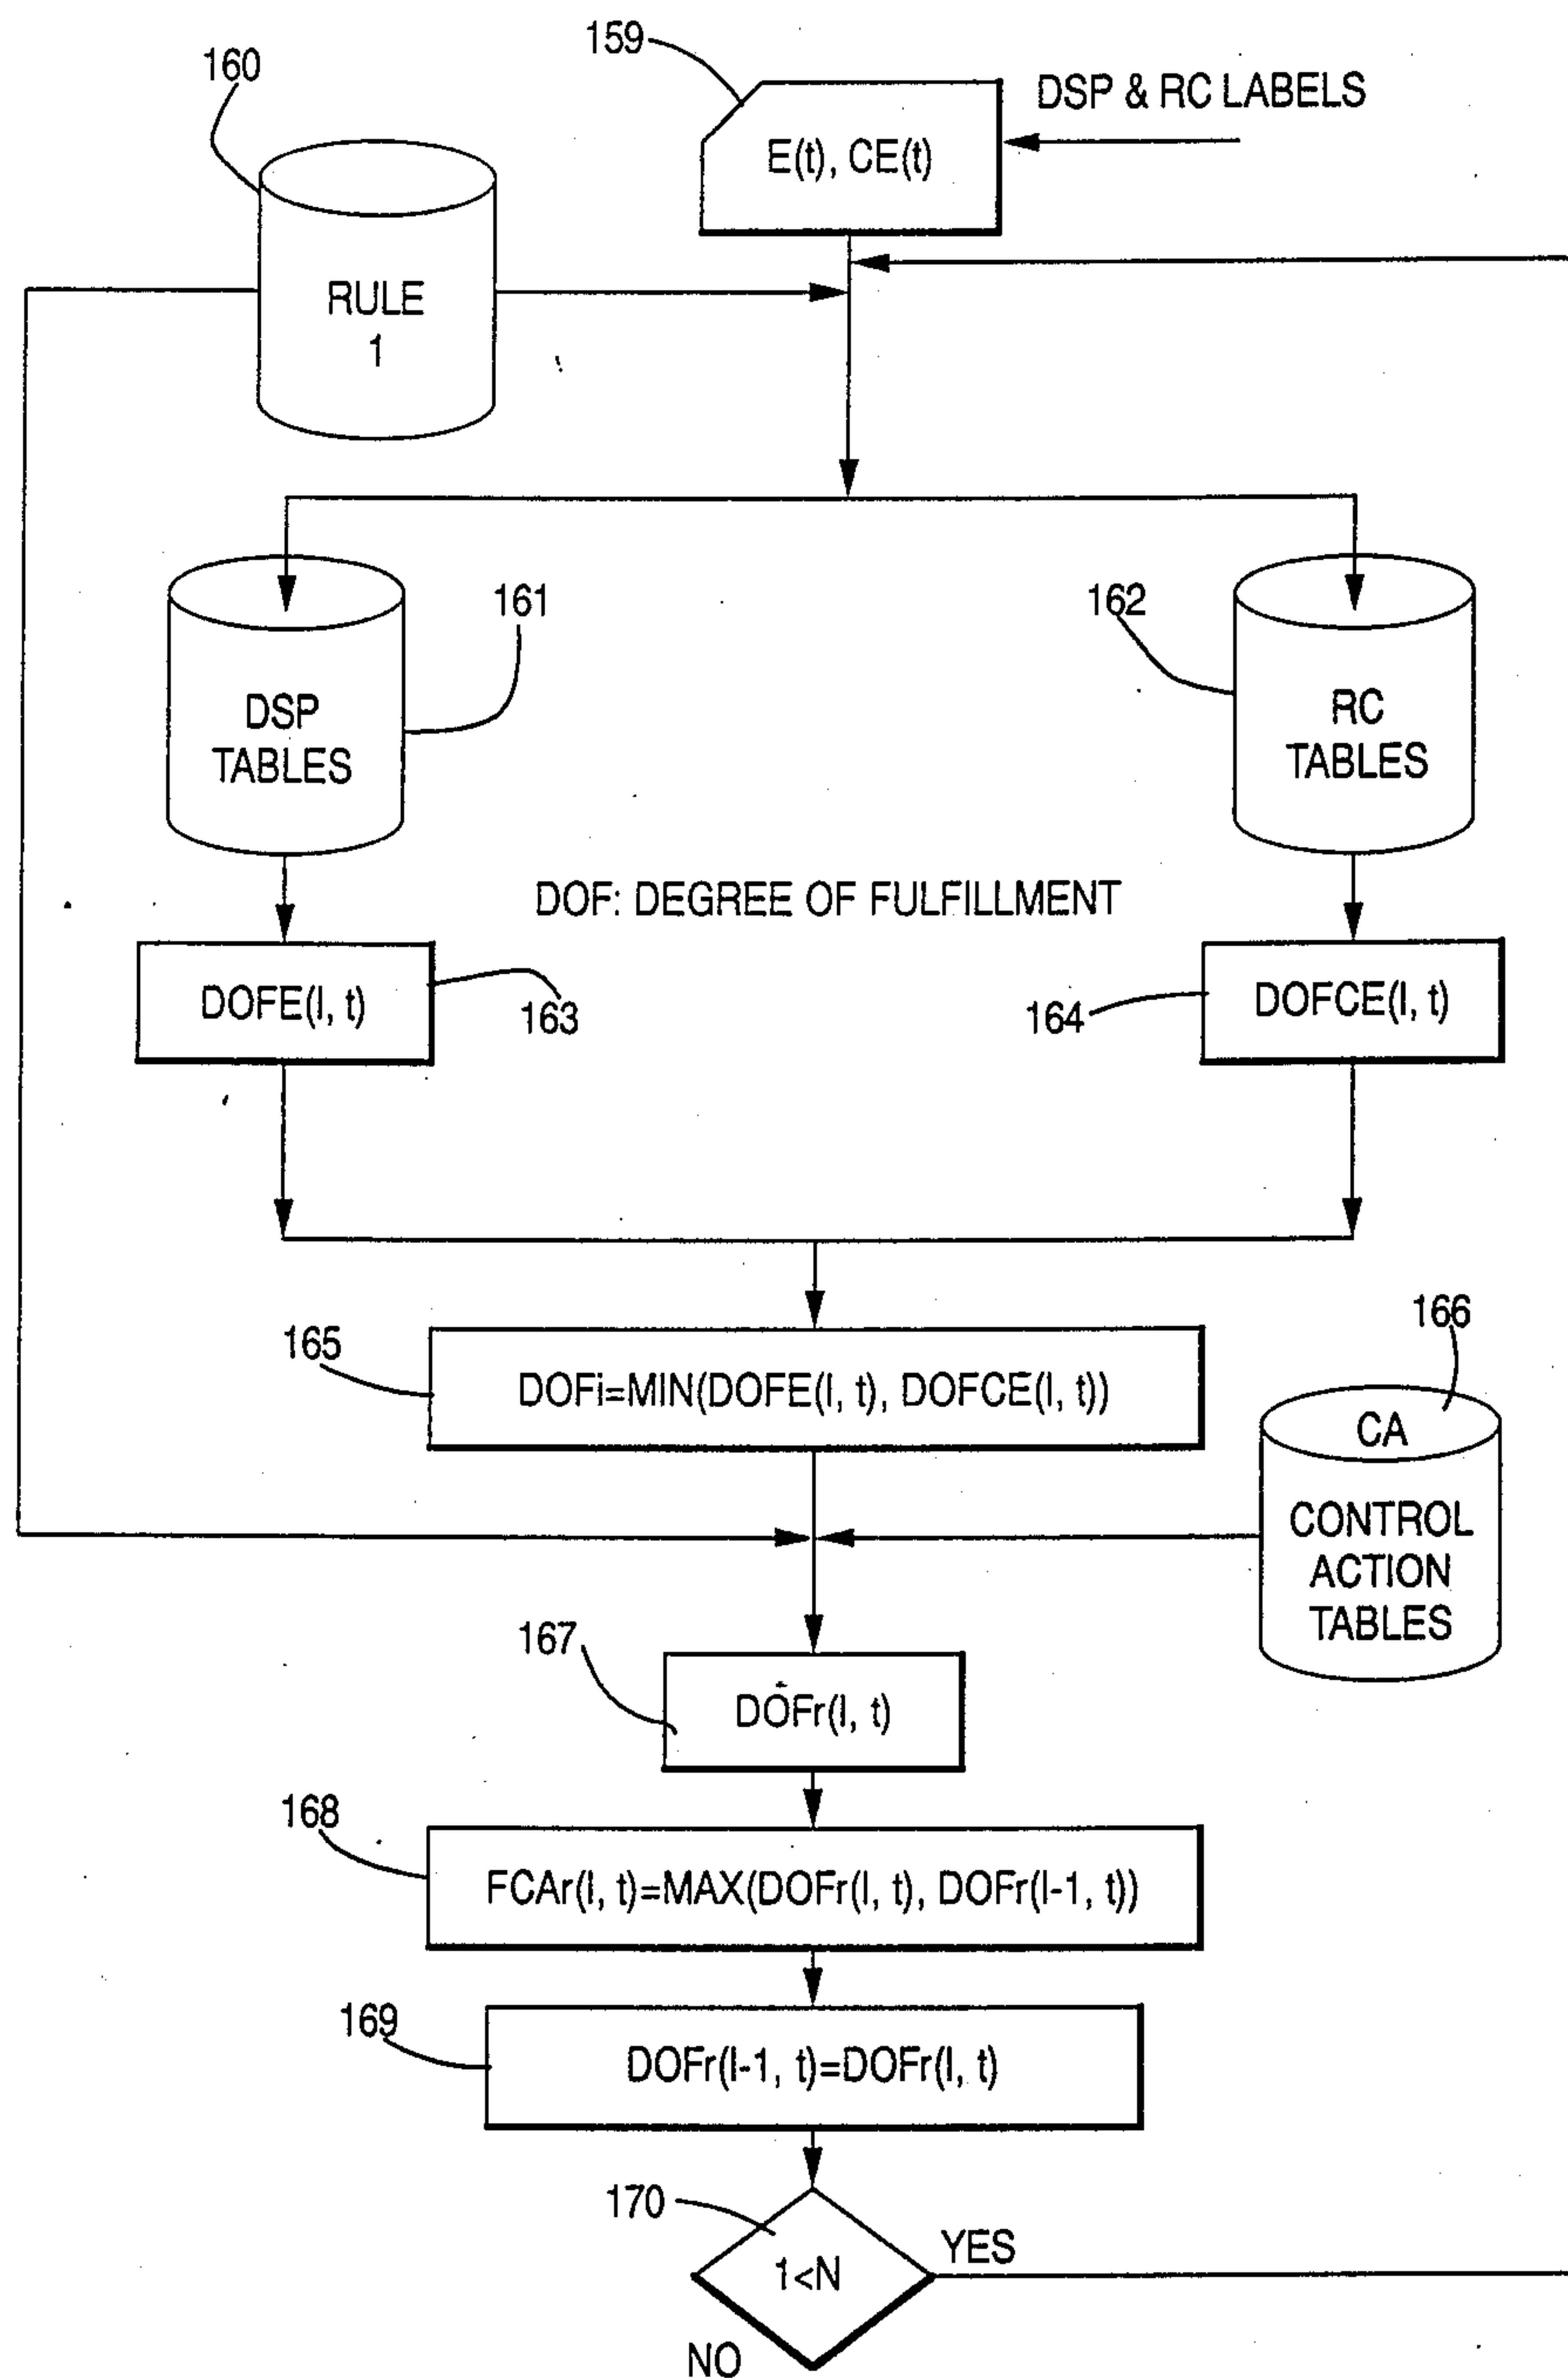 159
160
DSP & RC LABELS
E(t), CE(t)
RULE
1
161
162
DSP
TABLES
RC
TABLES
DOF: DEGREE OF FULFILLMENT
DOFE(I, t)
163
164
DOFCE(I, t)
165
DOFi=MIN(DOFE(I, t), DOFCE(I, t))
166
CA
CONTROL
ACTION
TABLES
167
DOFr(I, t)
168
FCAr(I, t)=MAX(DOFr(I, t), DOFr(I-1, t))
169
DOFr(I-1, t)=DOFr(I, t)
170
1<N
YES
NO